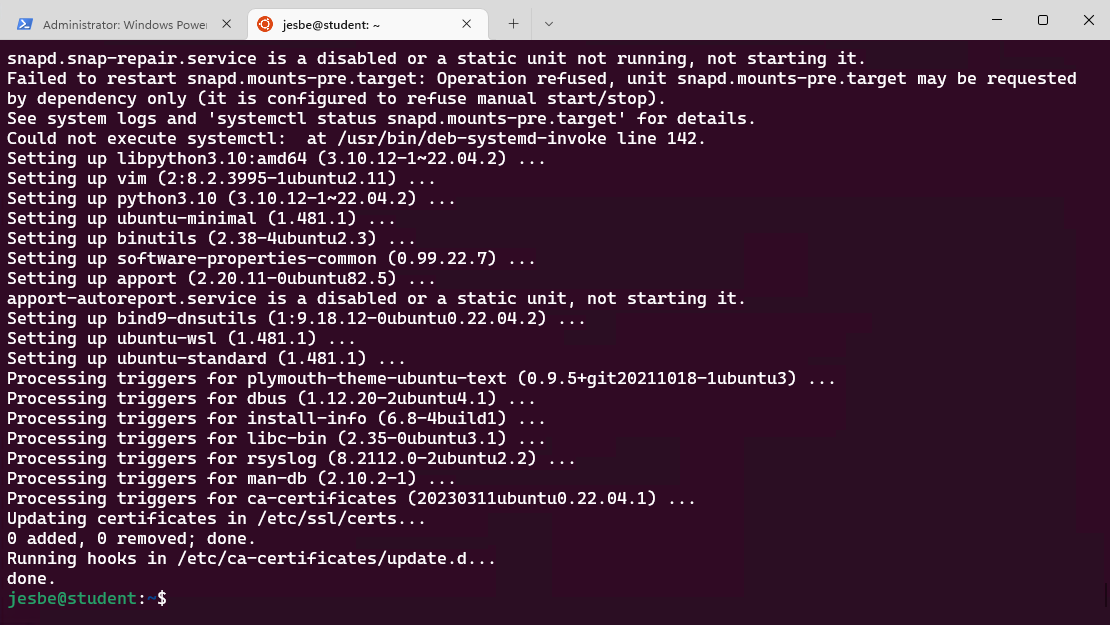 Administrator: Windows Power
jesbe@student: ~
snapd.snap-repair.service is a disabled or a static unit not running, not starting it.
Failed to restart snapd.mounts-pre.target: Operation refused, unit snapd.mounts-pre.target may be requested
by dependency only (it is configured to refuse manual start/stop).
See system logs and 'systemctl status snapd.mounts-pre.target' for details.
Could not execute systemctl:  at /usr/bin/deb-systemd-invoke line 142.
Setting up libpython3.10:amd64 (3.10.12-1~22.04.2) ...
Setting up vim (2:8.2.3995-1ubuntu2.11) ...
Setting up python3.10 (3.10.12-1~22.04.2) ...
Setting up ubuntu-minimal (1.481.1) ...
Setting up binutils (2.38-4ubuntu2.3) ...
Setting up software-properties-common (0.99.22.7) ...
Setting up apport (2.20.11-0ubuntu82.5) ...
apport-autoreport.service is a disabled or a static unit, not starting it.
Setting up bind9-dnsutils (1:9.18.12-0ubuntu0.22.04.2) ...
Setting up ubuntu-wsl (1.481.1) ...
Setting up ubuntu-standard (1.481.1) ...
Processing triggers for plymouth-theme-ubuntu-text (0.9.5+git20211018-1ubuntu3) ...
Processing triggers for dbus (1.12.20-2ubuntu4.1) ...
Processing triggers for install-info (6.8-4build1) ...
Processing triggers for libc-bin (2.35-0ubuntu3.1) ...
Processing triggers for rsyslog (8.2112.0-2ubuntu2.2) ...
Processing triggers for man-db (2.10.2-1) ...
Processing triggers for ca-certificates (20230311ubuntu0.22.04.1) ...
Updating certificates in /etc/ssl/certs...
0 added, 0 removed; done.
Running hooks in /etc/ca-certificates/update.d...
done.
jesbe@student:~$